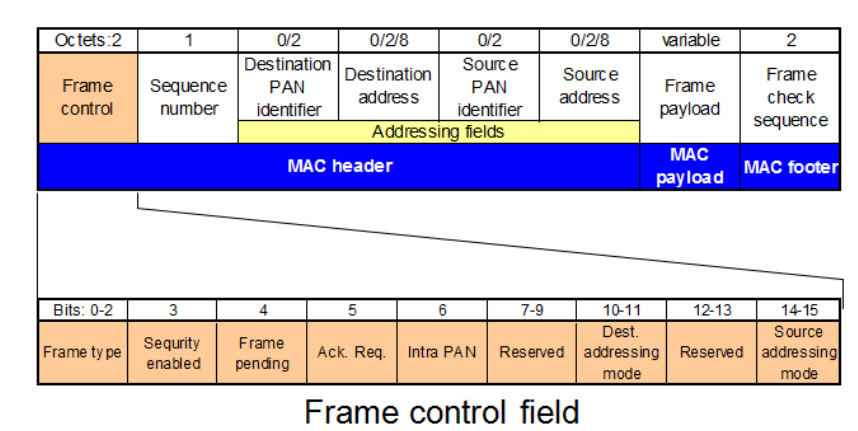 Octets:2 1 0/2 0/2/8 0/2 0/2/8 variable 2
Frame control
Sequence number
Destination PAN identifier
Destination address
Source PAN identifier
Source address
Frame payload
Frame check sequence
Addressing fields
MAC header
MAC payload
MAC footer
Bits: 0-2 3 4 5 6 7-9 10-11 12-13 14-15
Frame type
Sequrity enabled
Frame pending
Ack. Req.
Intra PAN
Reserved
Dest. addressing mode
Reserved
Source addressing mode
Frame control field